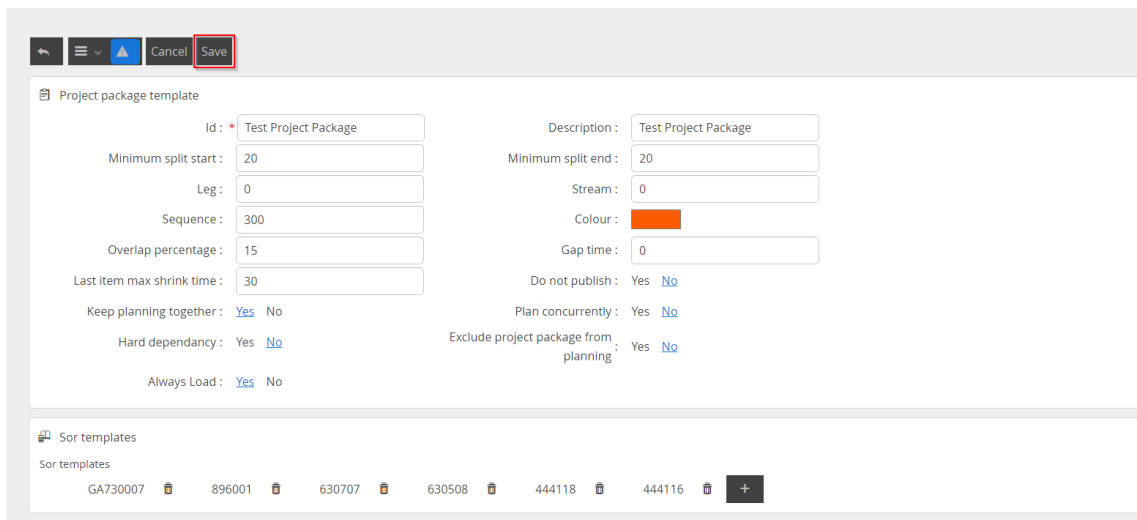 Cancel Save
Project package template
Id : * Test Project Package Description : Test Project Package
Minimum split start : 20 Minimum split end : 20
Leg : 0 Stream : 0
Sequence : 300 Colour :
Overlap percentage : 15 Gap time : 0
Last item max shrink time : 30 Do not publish : Yes No
Keep planning together : Yes No Plan concurrently : Yes No
Hard dependancy : Yes No Exclude project package from planning : Yes No
Always Load : Yes No
Sor templates
Sor templates
GA730007 896001 630707 630508 444118 444116 +